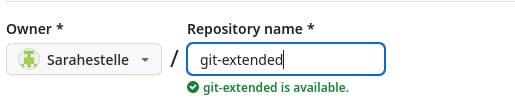 Owner * Repository name *
Sarahestelle / git-extended
git-extended is available.